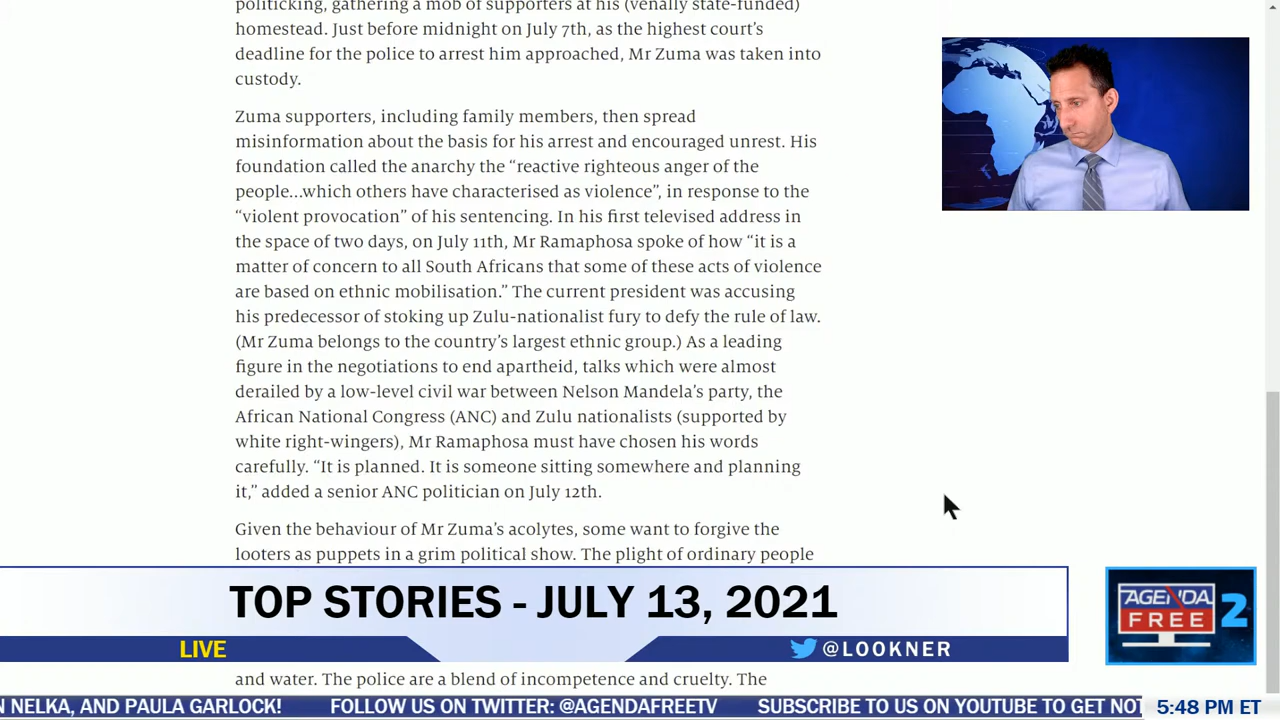 politicking, gathering a mob of supporters at his (venally state-funded)
homestead. Just before midnight on July 7th, as the highest court's
deadline for the police to arrest him approached, Mr Zuma was taken into
custody.
Zuma supporters, including family members, then spread
misinformation about the basis for his arrest and encouraged unrest. His
foundation called the anarchy the “reactive righteous anger of the
people…which others have characterised as violence”, in response to the
“violent provocation” of his sentencing. In his first televised address in
the space of two days, on July 11th, Mr Ramaphosa spoke of how “it is a
matter of concern to all South Africans that some of these acts of violence
are based on ethnic mobilisation.” The current president was accusing
his predecessor of stoking up Zulu-nationalist fury to defy the rule of law.
(Mr Zuma belongs to the country’s largest ethnic group.) As a leading
figure in the negotiations to end apartheid, talks which were almost
derailed by a low-level civil war between Nelson Mandela’s party, the
African National Congress (ANC) and Zulu nationalists (supported by
white right-wingers), Mr Ramaphosa must have chosen his words
carefully. “It is planned. It is someone sitting somewhere and planning
it,” added a senior ANC politician on July 12th.
Given the behaviour of Mr Zuma’s acolytes, some want to forgive the
looters as puppets in a grim political show. The plight of ordinary people
TOP STORIES - JULY 13, 2021
LIVE
@LOOKNER
AGENDA
FREE 2
and water. The police are a blend of incompetence and cruelty. The
N NELKA, AND PAULA GARLOCK! FOLLOW US ON TWITTER: @AGENDAFREETV SUBSCRIBE TO US ON YOUTUBE TO GET NOT
5:48 PM ET